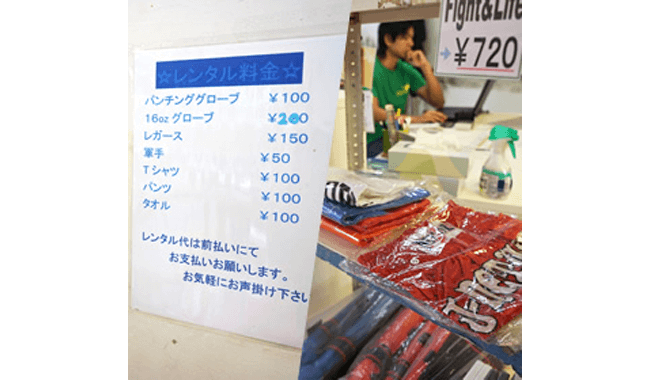 ☆レンタル料金☆
パンチンググローブ ￥100
16oz グローブ ￥200
レガース ￥150
軍手 ￥50
Tシャツ ￥100
パンツ ￥100
タオル ￥100
レンタル代は前払いにて
お支払いお願いします。
お気軽にお声掛け下さい
Fight&Life
→￥720